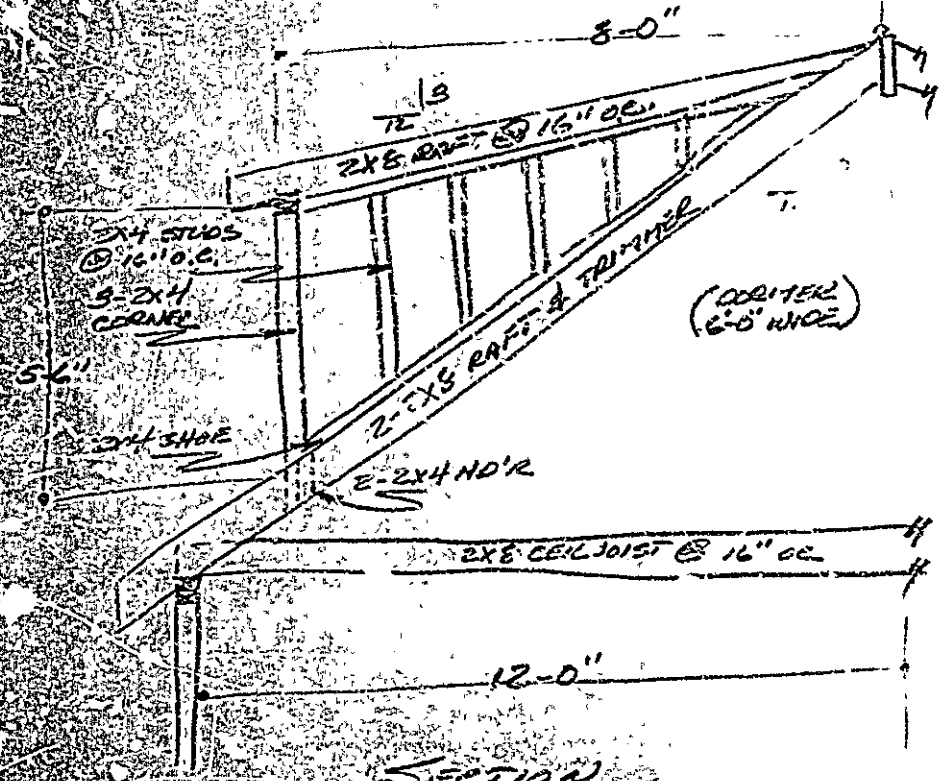 8-0"
3
12
2X8 RAFT @ 16" O.C.
2X4 STUDS
@ 16" O.C.
3-2X4
CORNER
5-6"
2X4 SHOE
2-2X8 RAFT & TRIMMER
(DORMER
6'-0" WIDE)
2-2X4 HD'R
2X8 CEIL JOIST @ 16" OC
12-0"
SECTION